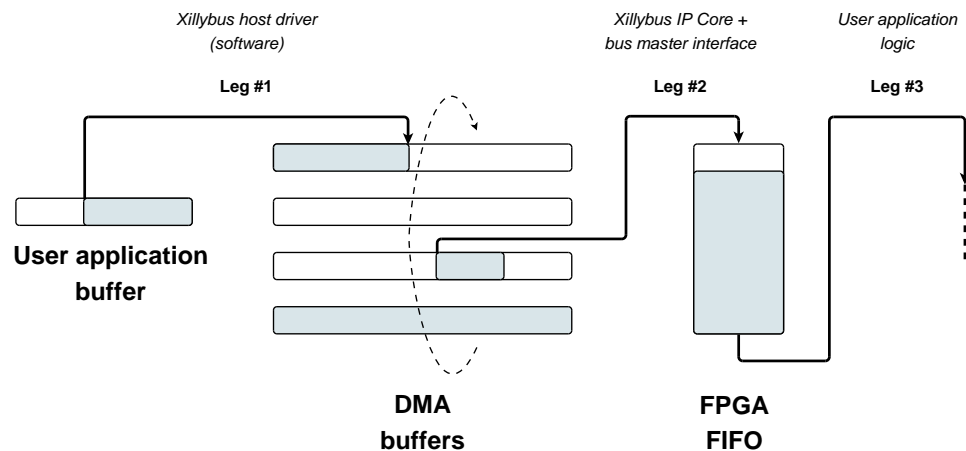 Xillybus host driver
(software)
Xillybus IP Core +
bus master interface
User application
logic
Leg #1
Leg #2
Leg #3
User application
buffer
DMA
buffers
FPGA
FIFO